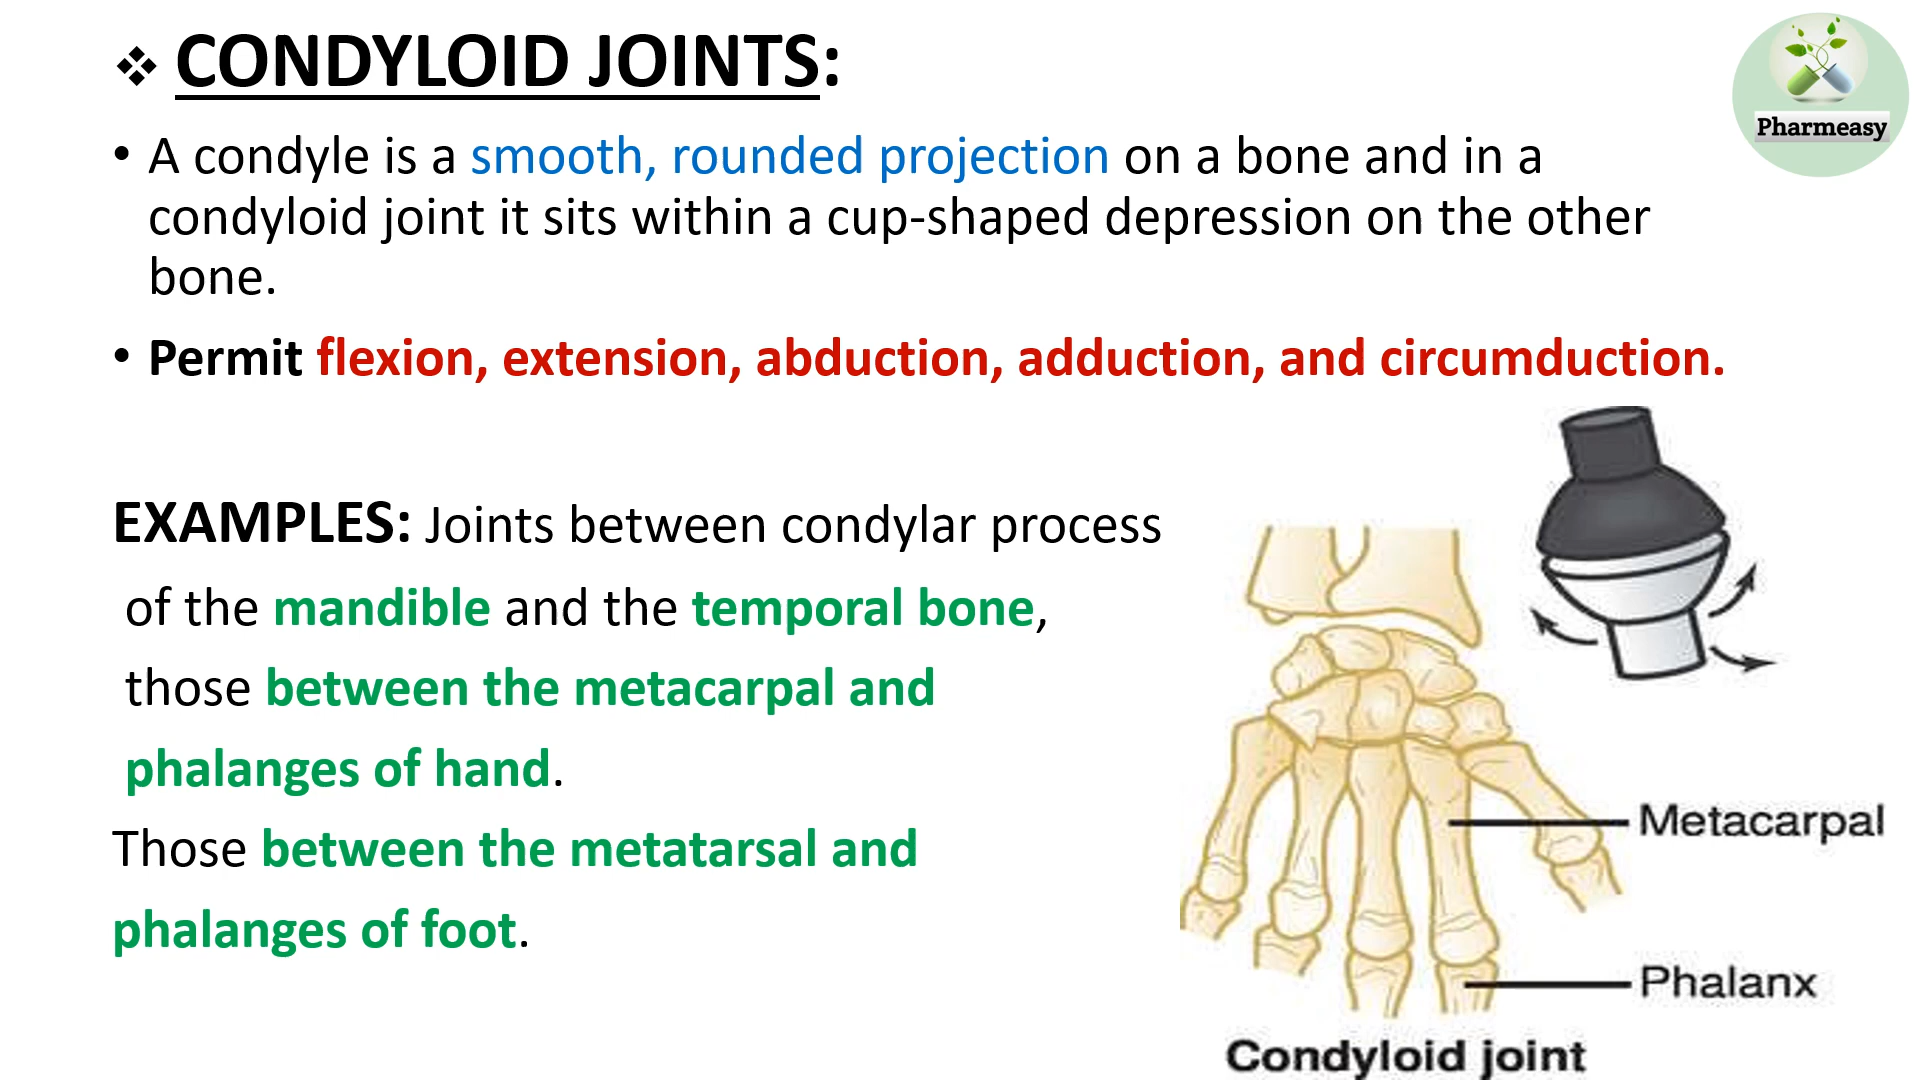 ❖ CONDYLOID JOINTS:
Pharmeasy
• A condyle is a smooth, rounded projection on a bone and in a
condyloid joint it sits within a cup-shaped depression on the other
bone.
• Permit flexion, extension, abduction, adduction, and circumduction.
EXAMPLES: Joints between condylar process
of the mandible and the temporal bone,
those between the metacarpal and
phalanges of hand.
Those between the metatarsal and
phalanges of foot.
Metacarpal
Phalanx
Condyloid joint